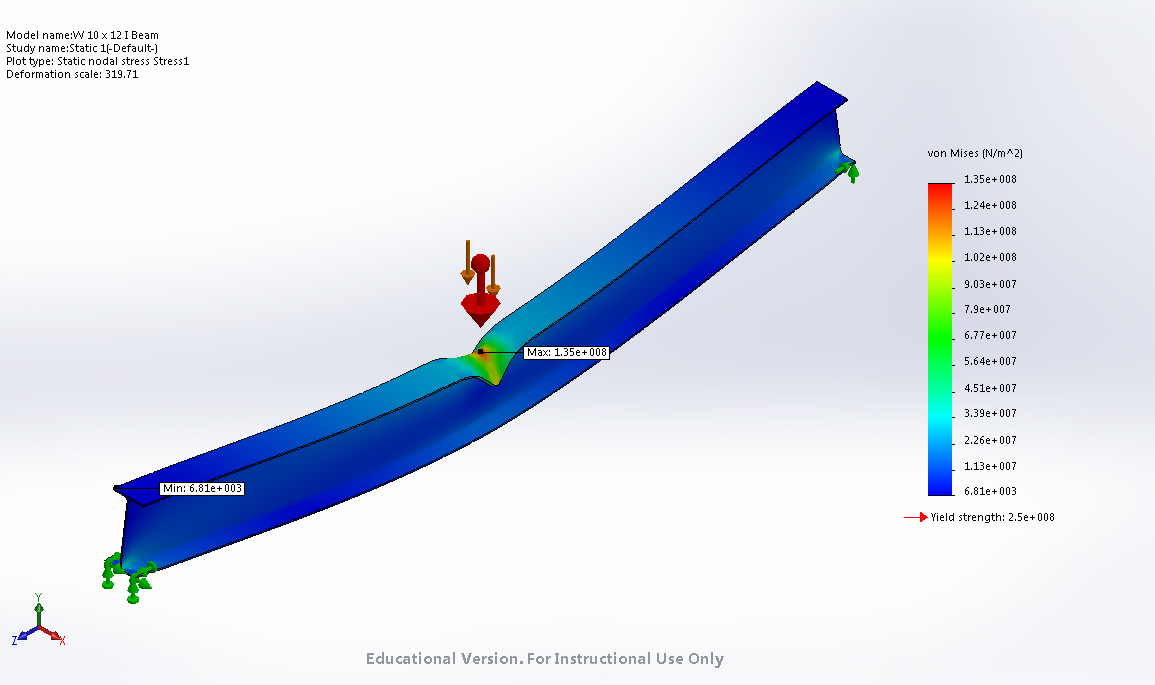 Model name:W 10 x 12 I Beam
Study name:Static 1(-Default-)
Plot type: Static nodal stress Stress1
Deformation scale: 319.71
von Mises (N/m^2)
1.35e+008
1.24e+008
1.13e+008
1.02e+008
9.03e+007
7.9e+007
6.77e+007
5.64e+007
4.51e+007
3.39e+007
2.26e+007
1.13e+007
6.81e+003
Yield strength: 2.5e+008
Max: 1.35e+008
Min: 6.81e+003
Y
Z
X
Educational Version. For Instructional Use Only